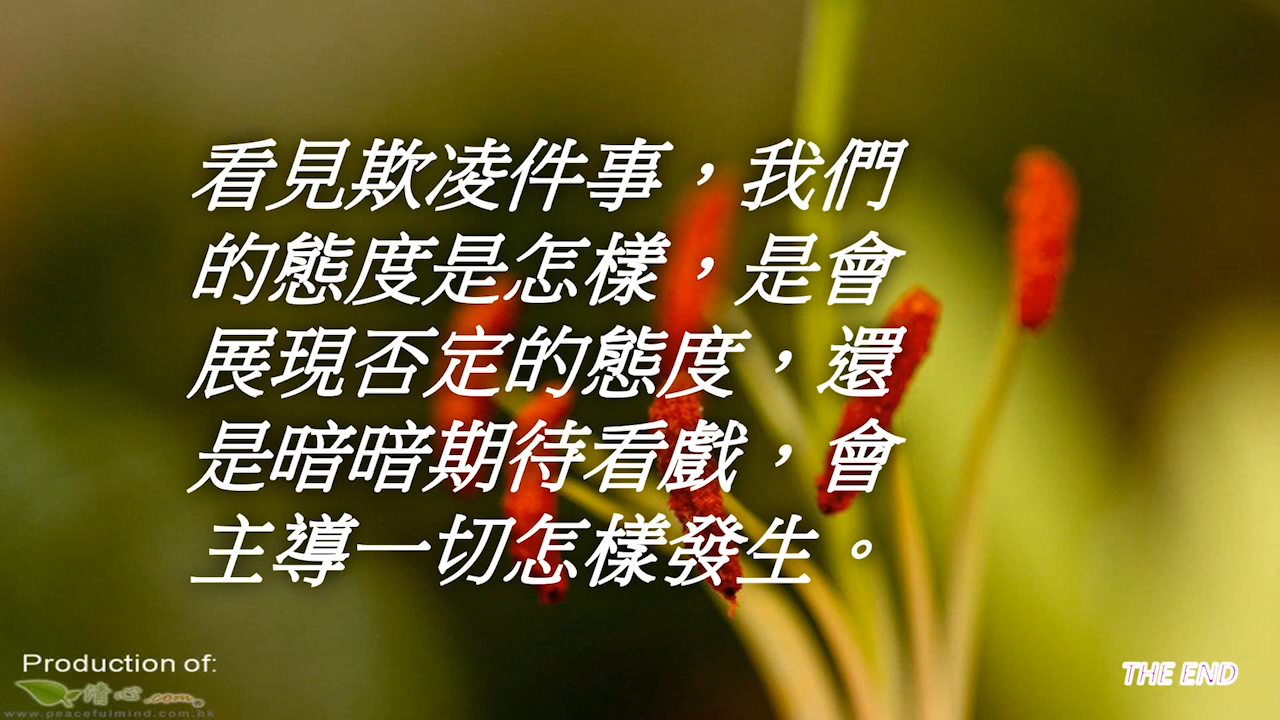 看見欺凌件事，我們
的態度是怎樣，是會
展現否定的態度，還
是暗暗期待看戲，會
主導一切怎樣發生。
Production of:
情心.com
www.peacefulmind.com.hk
THE END